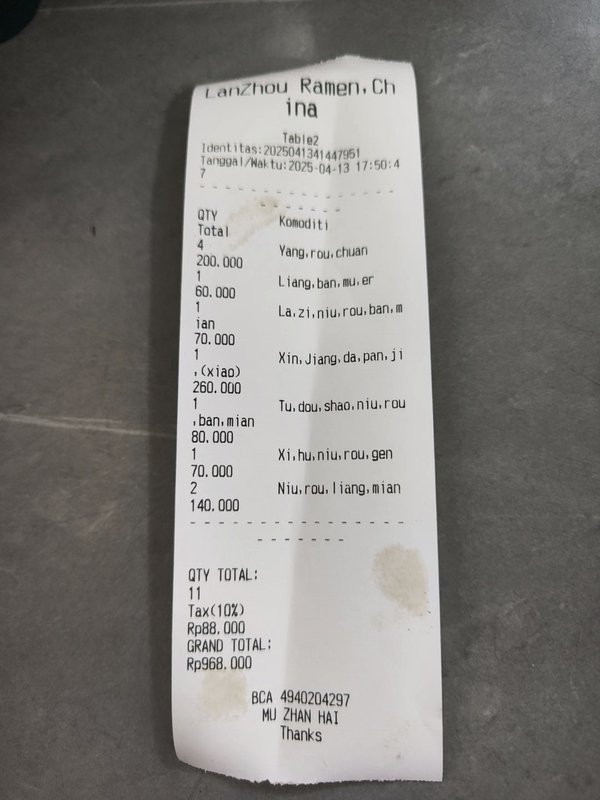 LanZhou Ramen,Ch
ina
Table2
Identitas:2025041341447951
Tanggal/Waktu:2025-04-13 17:50:4
7
QTY Komoditi
Total
4 Yang,rou,chuan
200.000
1 Liang,ban,mu,er
60.000
1 La,zi,niu,rou,ban,m
ian
70.000
1 Xin,Jiang,da,pan,ji
,(xiao)
260.000
1 Tu,dou,shao,niu,rou
,ban,mian
80.000
1 Xi,hu,niu,rou,gen
70.000
2 Niu,rou,liang,mian
140.000
QTY TOTAL:
11
Tax(10%)
Rp88.000
GRAND TOTAL:
Rp968.000
BCA 4940204297
MU ZHAN HAI
Thanks